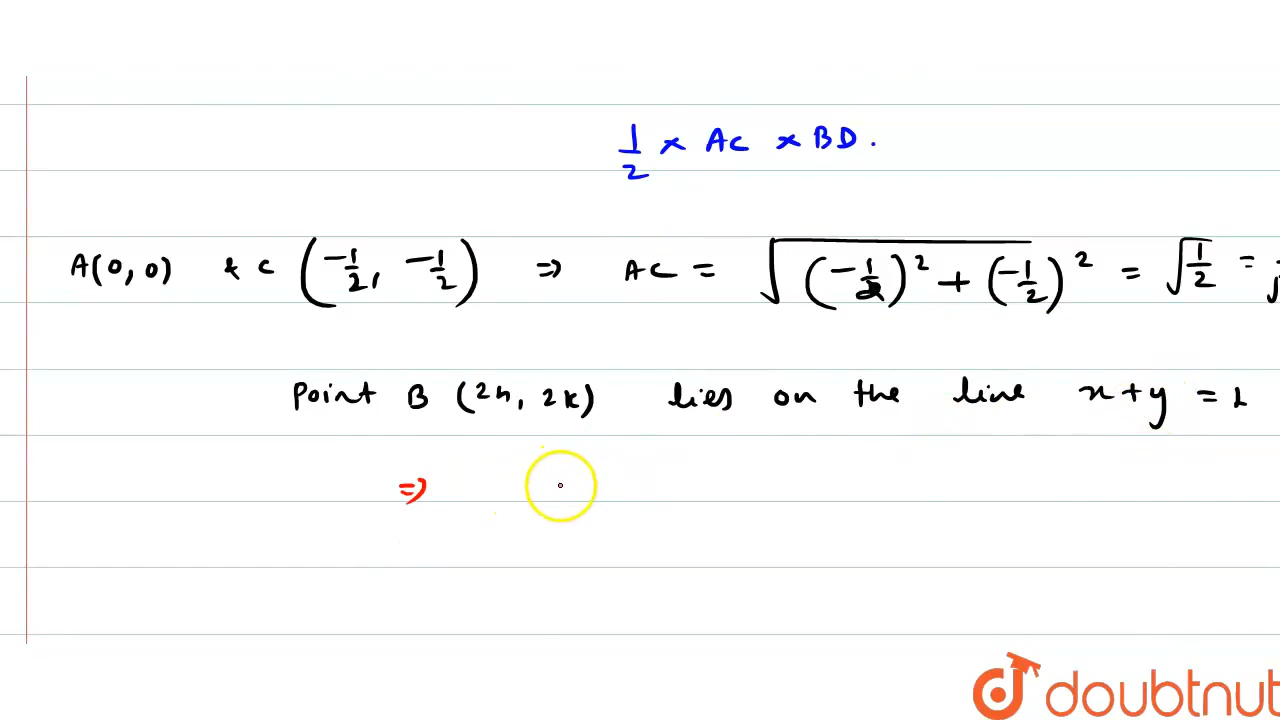 1/2 × AC × BD.
A(0,0) & C (-1/2, -1/2) ⇒ AC = √((-1/2)² + (-1/2)²) = √(1/2) =
Point B (2h, 2k) lies on the line x+y = 1
⇒
doubtnut